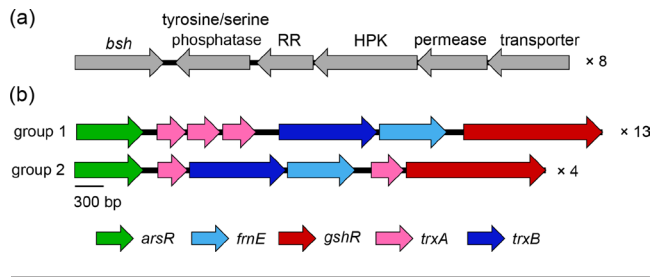 (a)
tyrosine/serine
bsh phosphatase RR HPK permease transporter
× 8
(b)
group 1 × 13
group 2 × 4
300 bp
arsR frnE gshR trxA trxB